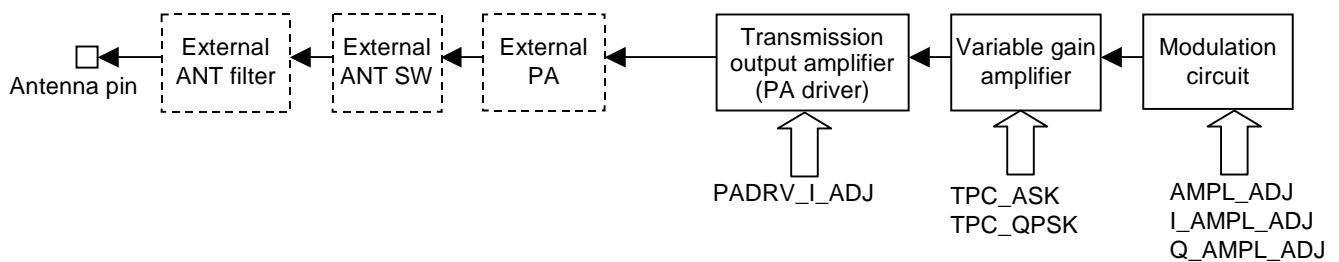 Antenna pin
External
ANT filter
External
ANT SW
External
PA
Transmission
output amplifier
(PA driver)
Variable gain
amplifier
Modulation
circuit
PADRV_I_ADJ
TPC_ASK
TPC_QPSK
AMPL_ADJ
I_AMPL_ADJ
Q_AMPL_ADJ